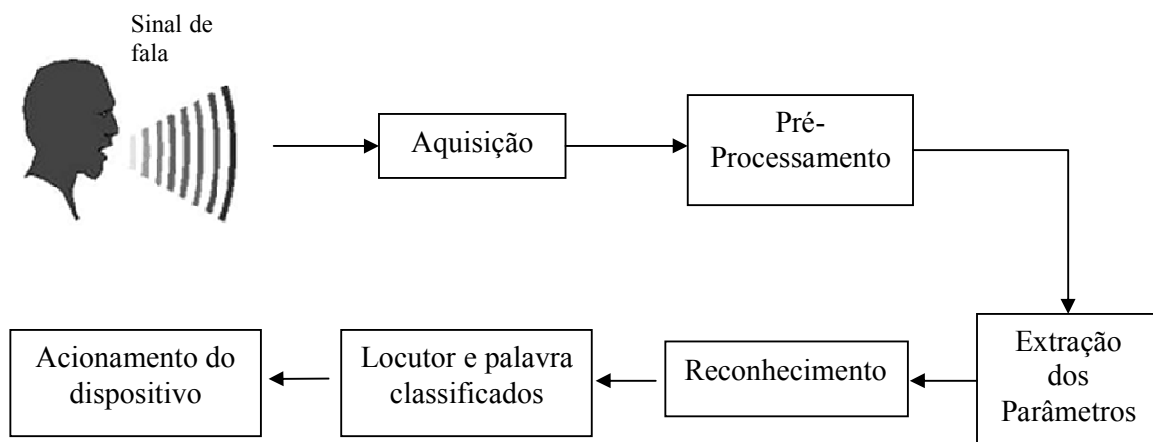 Sinal de
fala
Aquisição
Pré-
Processamento
Extração
dos
Parâmetros
Reconhecimento
Locutor e palavra
classificados
Acionamento do
dispositivo